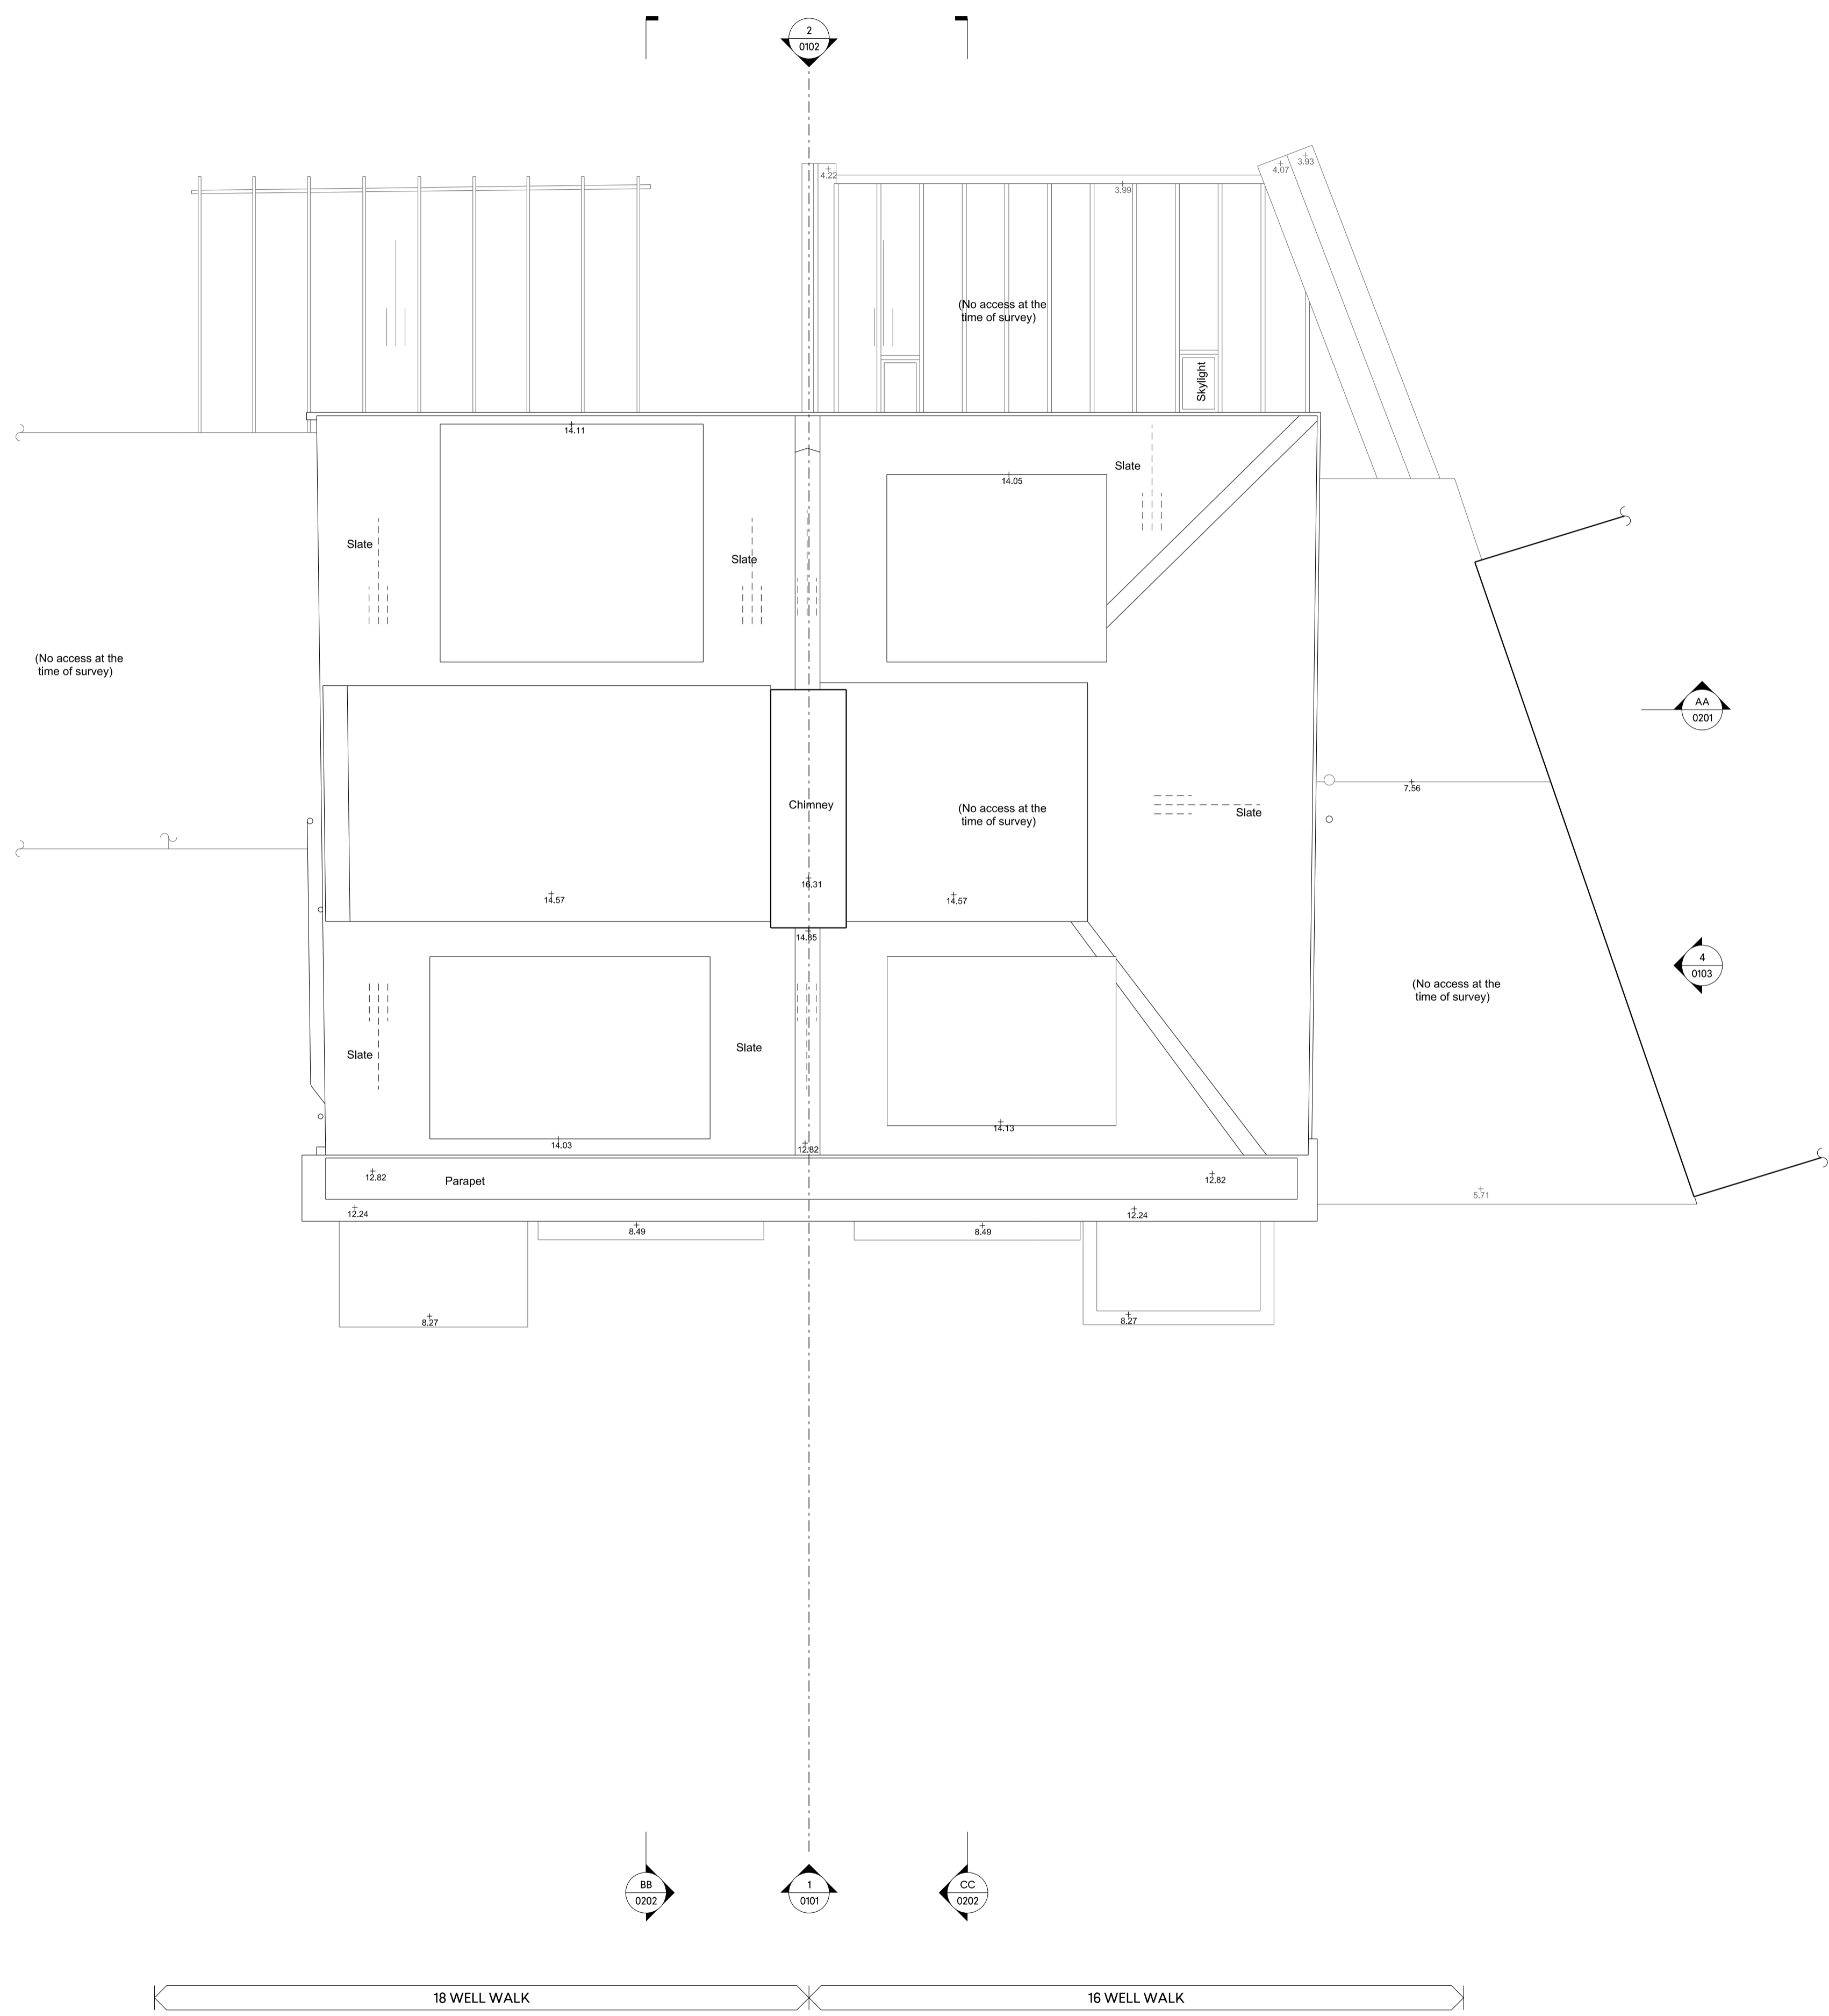 2
0102
4.22
3.99
4.07
3.93
(No access at the
time of survey)
Skylight
14.11
14.05
Slate
Slate
Slate
(No access at the
time of survey)
AA
0201
7.56
Chimney
(No access at the
time of survey)
Slate
16.31
14.57
14.57
14.85
4
0103
(No access at the
time of survey)
Slate
Slate
14.13
14.03
12.82
12.82
Parapet
12.82
5.71
12.24
12.24
8.49
8.49
8.27
8.27
BB
0202
1
0101
CC
0202
18 WELL WALK
16 WELL WALK